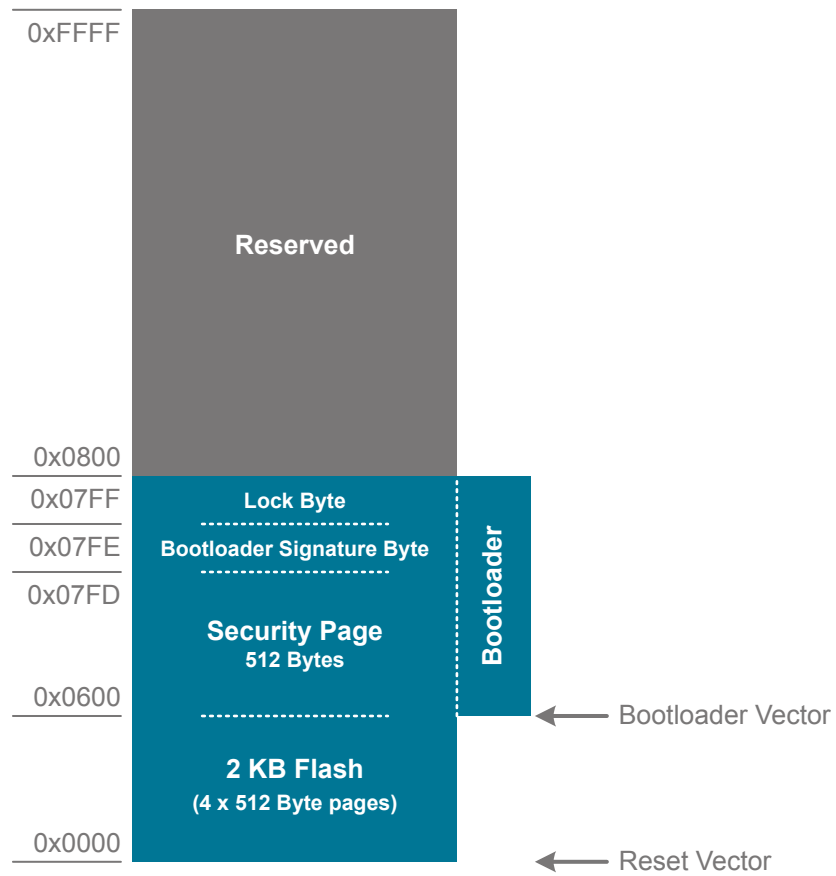 0xFFFF
Reserved
0x0800
0x07FF
Lock Byte
0x07FE
Bootloader Signature Byte
0x07FD
Security Page
512 Bytes
Bootloader
0x0600
Bootloader Vector
2 KB Flash
(4 x 512 Byte pages)
0x0000
Reset Vector